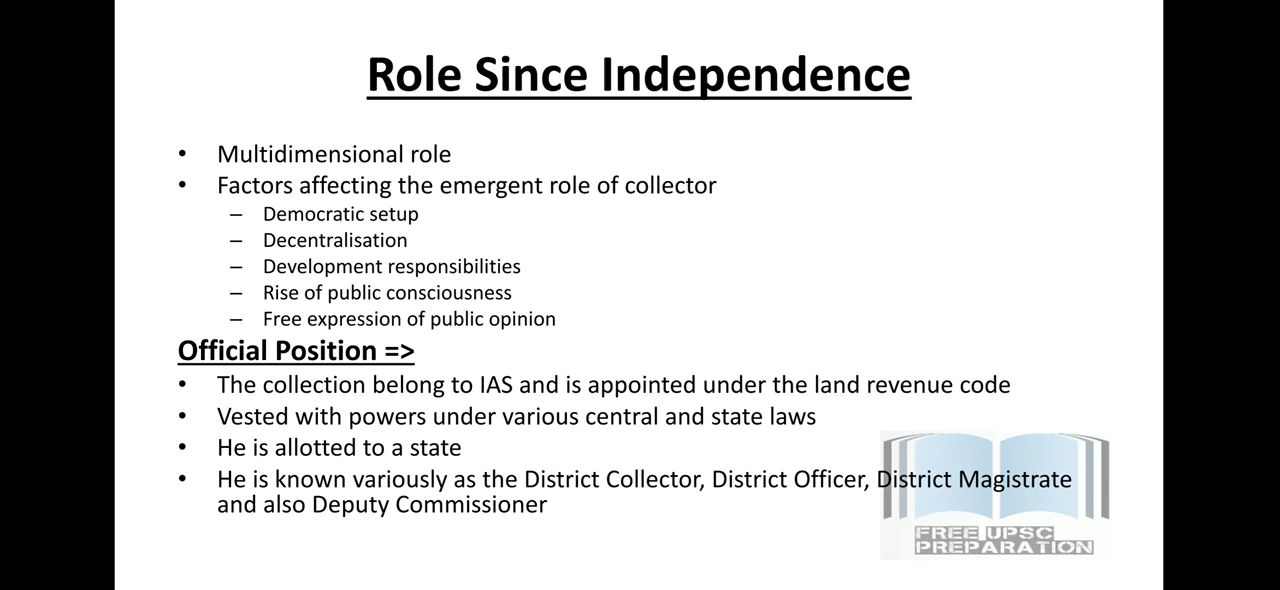 Role Since Independence
• Multidimensional role
• Factors affecting the emergent role of collector
– Democratic setup
– Decentralisation
– Development responsibilities
– Rise of public consciousness
– Free expression of public opinion
Official Position =>
• The collection belong to IAS and is appointed under the land revenue code
• Vested with powers under various central and state laws
• He is allotted to a state
• He is known variously as the District Collector, District Officer, District Magistrate
and also Deputy Commissioner
FREE UPSC
PREPARATION